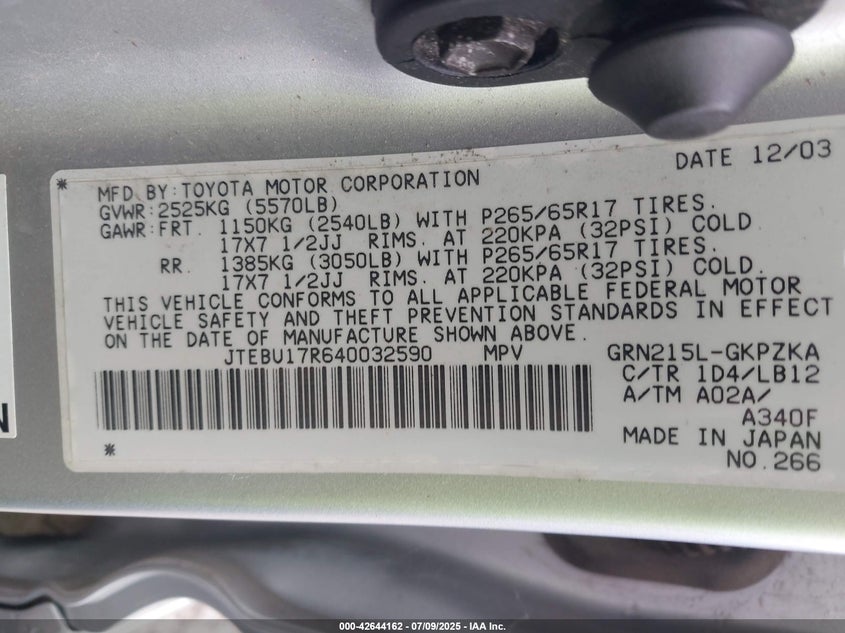 DATE 12/03
* MFD BY:TOYOTA MOTOR CORPORATION
GVWR:2525KG (5570LB)
GAWR:FRT. 1150KG (2540LB) WITH P265/65R17 TIRES.
17X7 1/2JJ RIMS. AT 220KPA (32PSI) COLD.
RR. 1385KG (3050LB) WITH P265/65R17 TIRES.
17X7 1/2JJ RIMS. AT 220KPA (32PSI) COLD.
THIS VEHICLE CONFORMS TO ALL APPLICABLE FEDERAL MOTOR
VEHICLE SAFETY AND THEFT PREVENTION STANDARDS IN EFFECT
ON THE DATE OF MANUFACTURE SHOWN ABOVE.
JTEBU17R640032590 MPV GRN215L-GKPZKA
C/TR 1D4/LB12
A/TM A02A/
A340F
MADE IN JAPAN
* NO.266
N
000-42644162 - 07/09/2025 - IAA Inc.